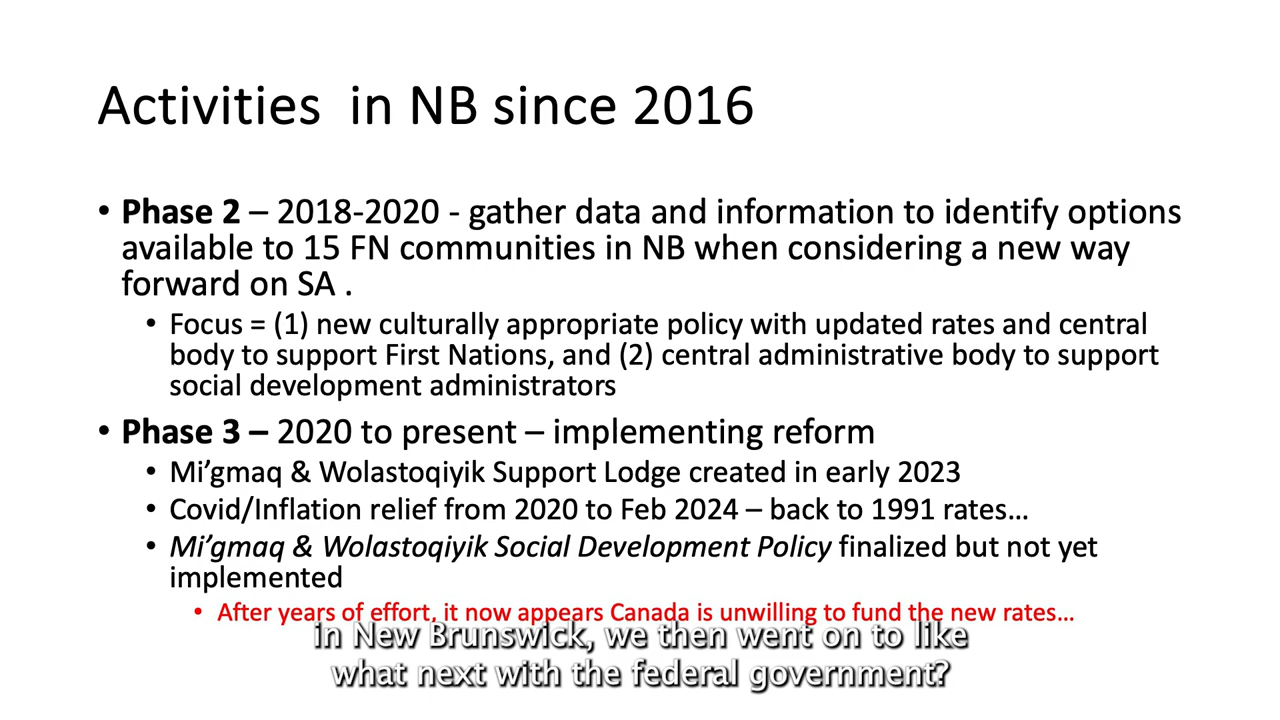 Activities  in NB since 2016
• Phase 2 – 2018-2020 - gather data and information to identify options
available to 15 FN communities in NB when considering a new way
forward on SA .
• Focus = (1) new culturally appropriate policy with updated rates and central
body to support First Nations, and (2) central administrative body to support
social development administrators
• Phase 3 – 2020 to present – implementing reform
• Mi’gmaq & Wolastoqiyik Support Lodge created in early 2023
• Covid/Inflation relief from 2020 to Feb 2024 – back to 1991 rates…
• Mi’gmaq & Wolastoqiyik Social Development Policy finalized but not yet
implemented
• After years of effort, it now appears Canada is unwilling to fund the new rates…
in New Brunswick, we then went on to like
what next with the federal government?